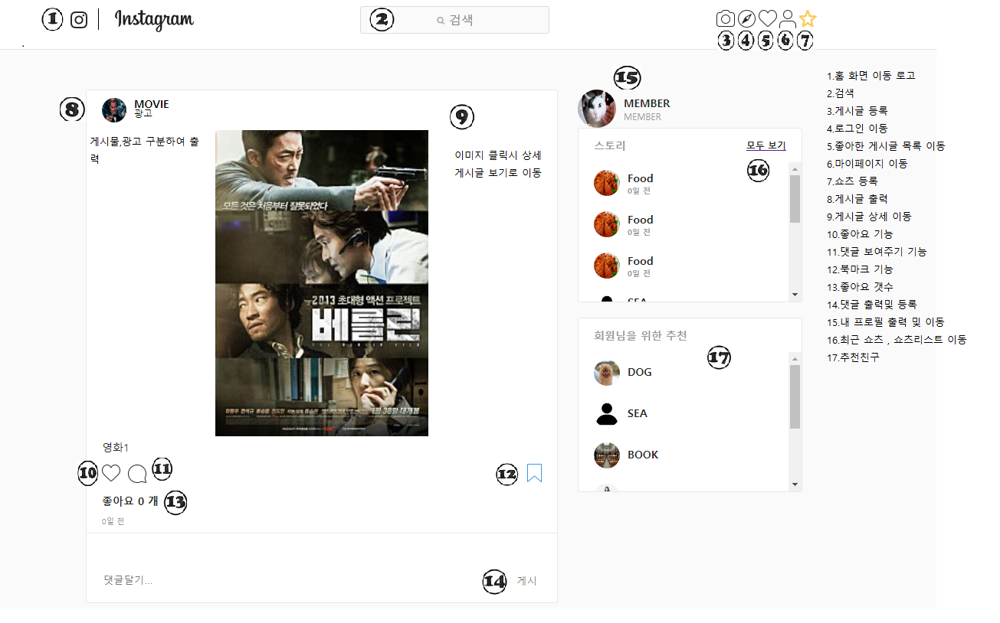 1 Instagram 2 검색
3 4 5 6 7
.
15
1.홈 화면 이동 로고
2.검색
3.게시글 등록
4.로그인 이동
5.좋아한 게시글 목록 이동
6.마이페이지 이동
7.쇼츠 등록
8.게시글 출력
9.게시글 상세 이동
10.좋아요 기능
11.댓글 보여주기 기능
12.북마크 기능
13.좋아요 갯수
14.댓글 출력및 등록
15.내 프로필 출력 및 이동
16.최근 쇼츠 , 쇼츠리스트 이동
17.추천친구
8 MOVIE
광고
9
게시물,광고 구분하여 출
력
이미지 클릭시 상세
게시글 보기로 이동
모든 것은 처음부터 잘못되었다
2013 초대형 액션 프로젝트
베를린
30일 대개봉
영화1
10 11 12
좋아요 0 개 13
0일 전
댓글달기...
14 게시
MEMBER
MEMBER
스토리 모두 보기
16
Food
0일 전
Food
0일 전
Food
0일 전
SEA
회원님을 위한 추천
17
DOG
SEA
BOOK